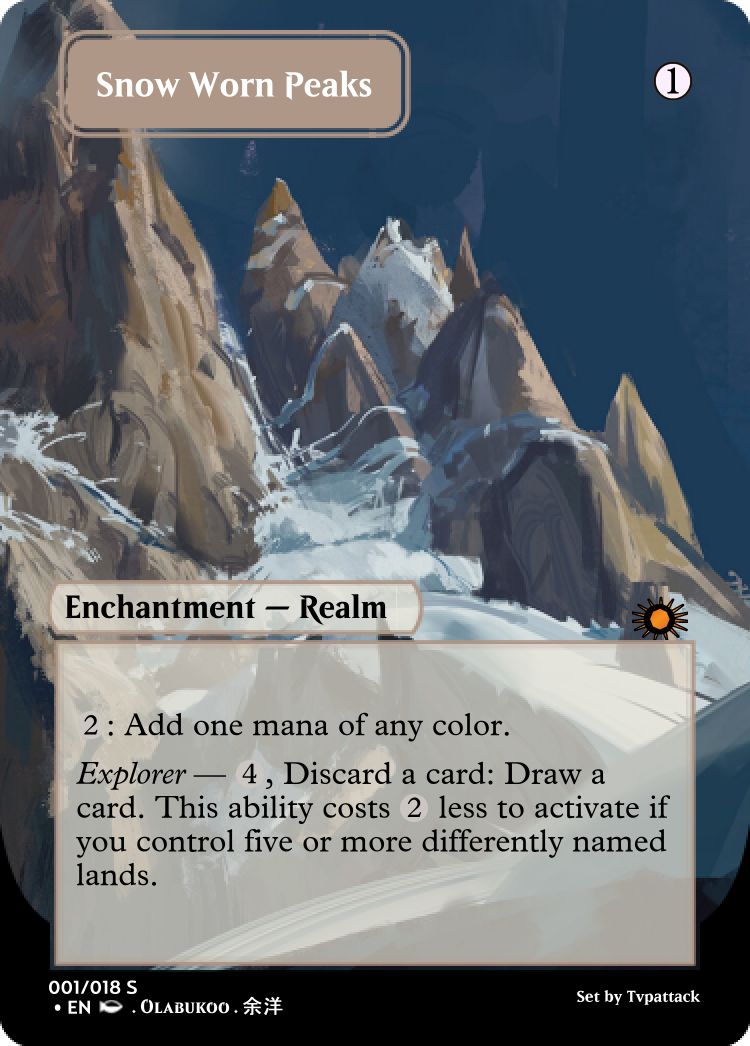 Snow Worn Peaks
1
Enchantment — Realm
2 : Add one mana of any color.
Explorer — 4 , Discard a card: Draw a
card. This ability costs 2 less to activate if
you control five or more differently named
lands.
001/018 S
• EN . Olabukoo . 余洋
Set by Tvpattack